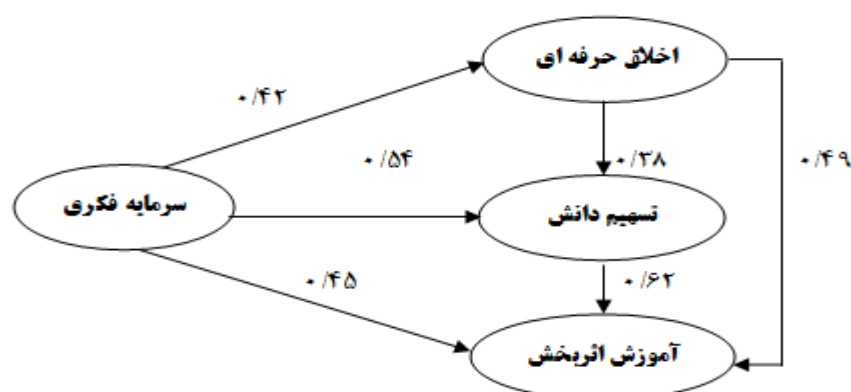 اخلاق حرفه ای
۰/۴۲
۰/۵۴
۰/۳۸
۰/۴۹
سرمایه فکری
تسهیم دانش
۰/۴۵
۰/۶۲
آموزش اثربخش